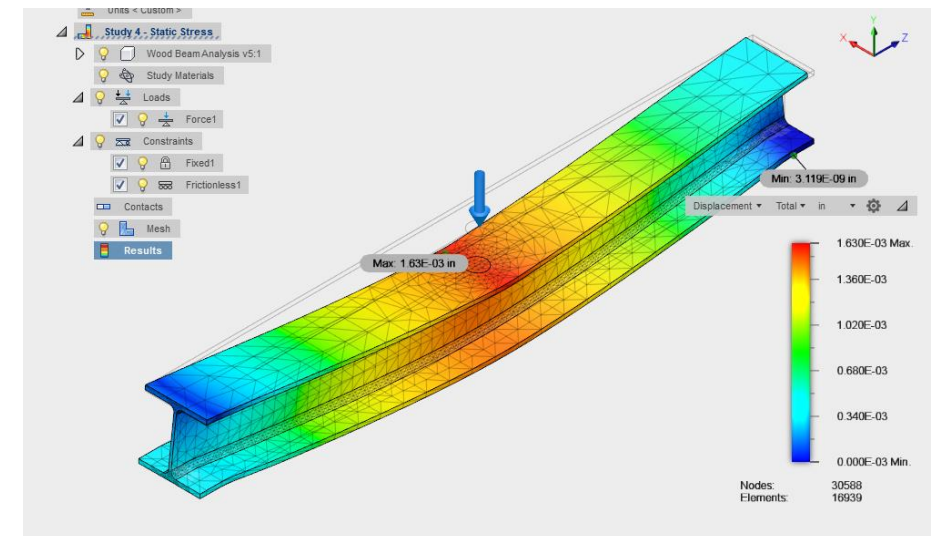 Units < Custom >
Study 4 - Static Stress
Wood Beam Analysis v5:1
Study Materials
Loads
Force1
Constraints
Fixed1
Frictionless1
Contacts
Mesh
Results
Y
X
Z
Min: 3.119E-09 in
Displacement Total in
Max: 1.63E-03 in
1.630E-03 Max.
1.360E-03
1.020E-03
0.680E-03
0.340E-03
0.000E-03 Min.
Nodes: 30588
Elements: 16939